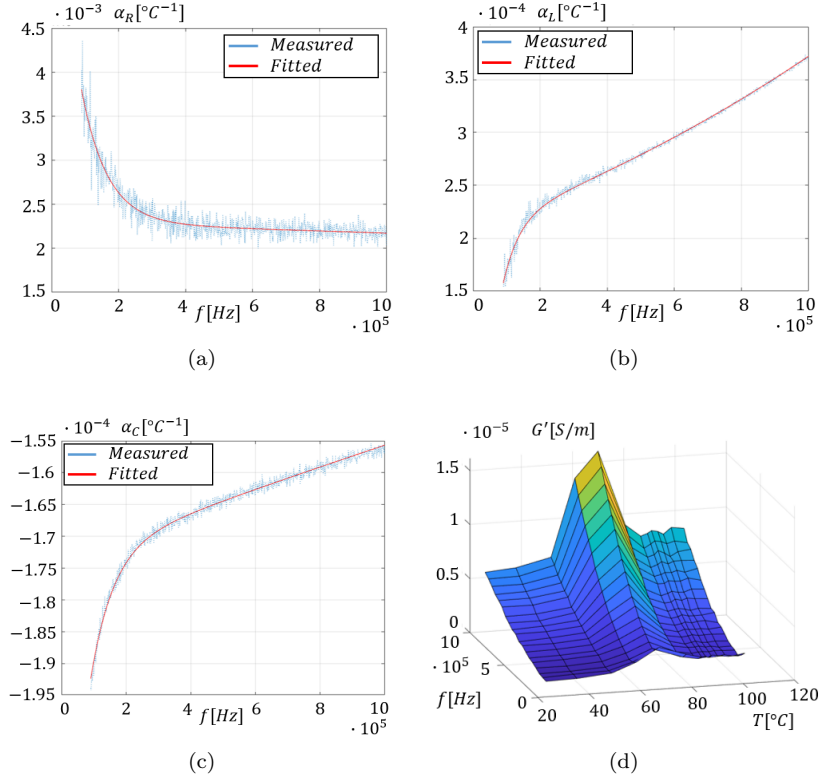 · 10⁻³ α_R[°C⁻¹]
4.5
4
3.5
3
2.5
2
1.5
Measured
Fitted
0 2 4 6 8 10
f[Hz]
· 10⁵
(a)
· 10⁻⁴ α_L[°C⁻¹]
4
3.5
3
2.5
2
1.5
Measured
Fitted
0 2 4 6 8 10
f[Hz]
· 10⁵
(b)
· 10⁻⁴ α_C[°C⁻¹]
−1.55
−1.6
−1.65
−1.7
−1.75
−1.8
−1.85
−1.9
−1.95
Measured
Fitted
0 2 4 6 8 10
f[Hz]
· 10⁵
(c)
· 10⁻⁵ G′[S/m]
1.5
1
0.5
0
10
· 10⁵ 5
f[Hz] 0
20 40 60 80 100 120
T[°C]
(d)